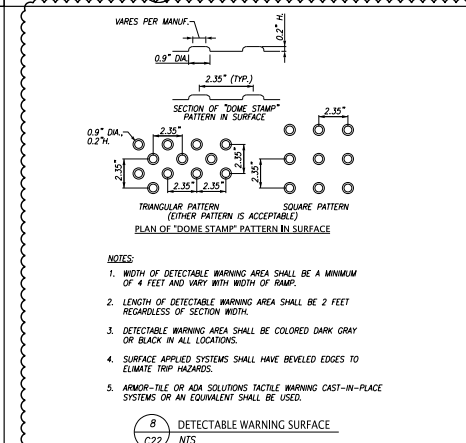 VARES PER MANUF.
0.2" H.
0.9" DIA.
2.35" (TYP.)
SECTION OF "DOME STAMP"
PATTERN IN SURFACE
0.9" DIA.,
0.2"H.
2.35"
2.35"
2.35"
2.35"
2.35"
2.35"
2.35"
2.35"
TRIANGULAR PATTERN
SQUARE PATTERN
(EITHER PATTERN IS ACCEPTABLE)
PLAN OF "DOME STAMP" PATTERN IN SURFACE
NOTES:
1. WIDTH OF DETECTABLE WARNING AREA SHALL BE A MINIMUM
OF 4 FEET AND VARY WITH WIDTH OF RAMP.
2. LENGTH OF DETECTABLE WARNING AREA SHALL BE 2 FEET
REGARDLESS OF SECTION WIDTH.
3. DETECTABLE WARNING AREA SHALL BE COLORED DARK GRAY
OR BLACK IN ALL LOCATIONS.
4. SURFACE APPLIED SYSTEMS SHALL HAVE BEVELED EDGES TO
ELIMATE TRIP HAZARDS.
5. ARMOR-TILE OR ADA SOLUTIONS TACTILE WARNING CAST-IN-PLACE
SYSTEMS OR AN EQUIVALENT SHALL BE USED.
8 DETECTABLE WARNING SURFACE
C22 NTS